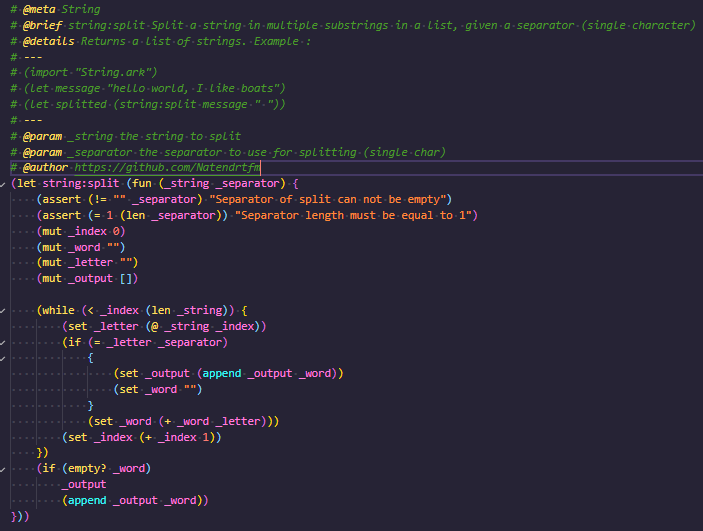 # @meta String
# @brief string:split Split a string in multiple substrings in a list, given a separator (single character)
# @details Returns a list of strings. Example :
# ---
# (import "String.ark")
# (let message "hello world, I like boats")
# (let splitted (string:split message " "))
# ---
# @param _string the string to split
# @param _separator the separator to use for splitting (single char)
# @author https://github.com/Natendrtfm
(let string:split (fun (_string _separator) {
    (assert (!= "" _separator) "Separator of split can not be empty")
    (assert (= 1 (len _separator)) "Separator length must be equal to 1")
    (mut _index 0)
    (mut _word "")
    (mut _letter "")
    (mut _output [])

    (while (< _index (len _string)) {
        (set _letter (@ _string _index))
        (if (= _letter _separator)
            {
                (set _output (append _output _word))
                (set _word "")
            }
            (set _word (+ _word _letter)))
        (set _index (+ _index 1))
    })
    (if (empty? _word)
        _output
        (append _output _word))
}))